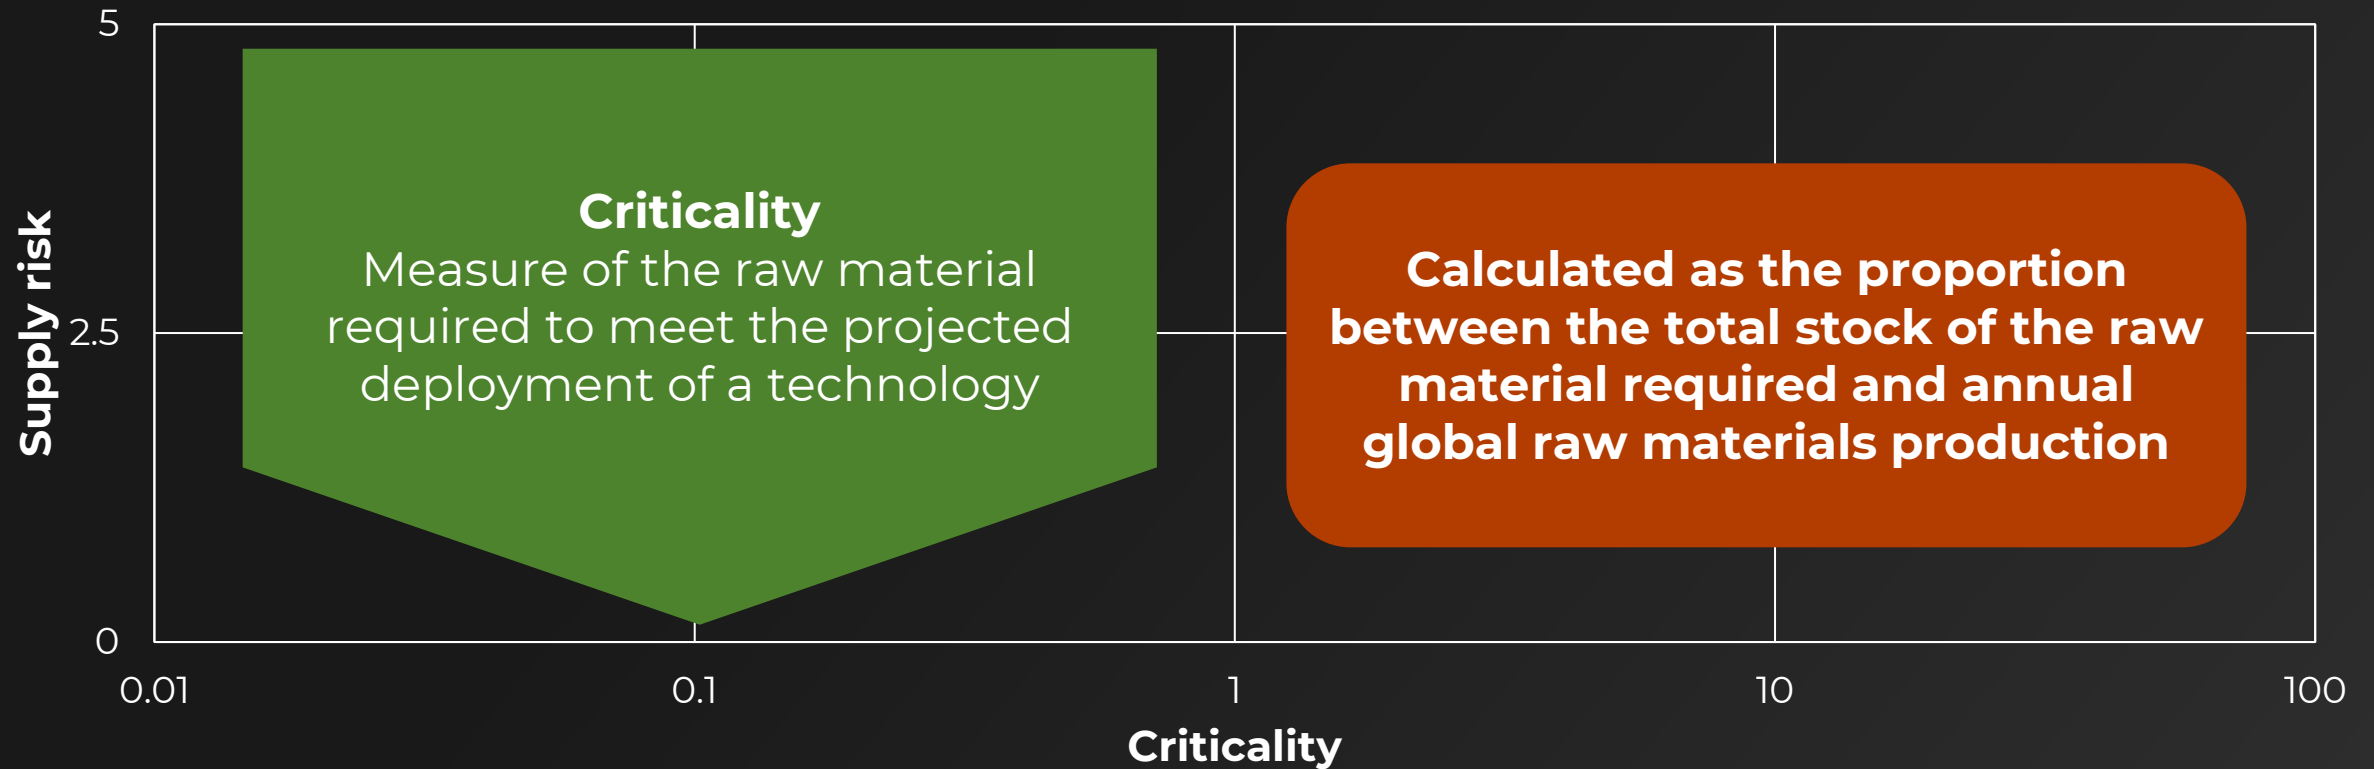 5
2.5
0
Supply risk
Criticality
Measure of the raw material
required to meet the projected
deployment of a technology
Calculated as the proportion
between the total stock of the raw
material required and annual
global raw materials production
0.01
0.1
1
10
100
Criticality